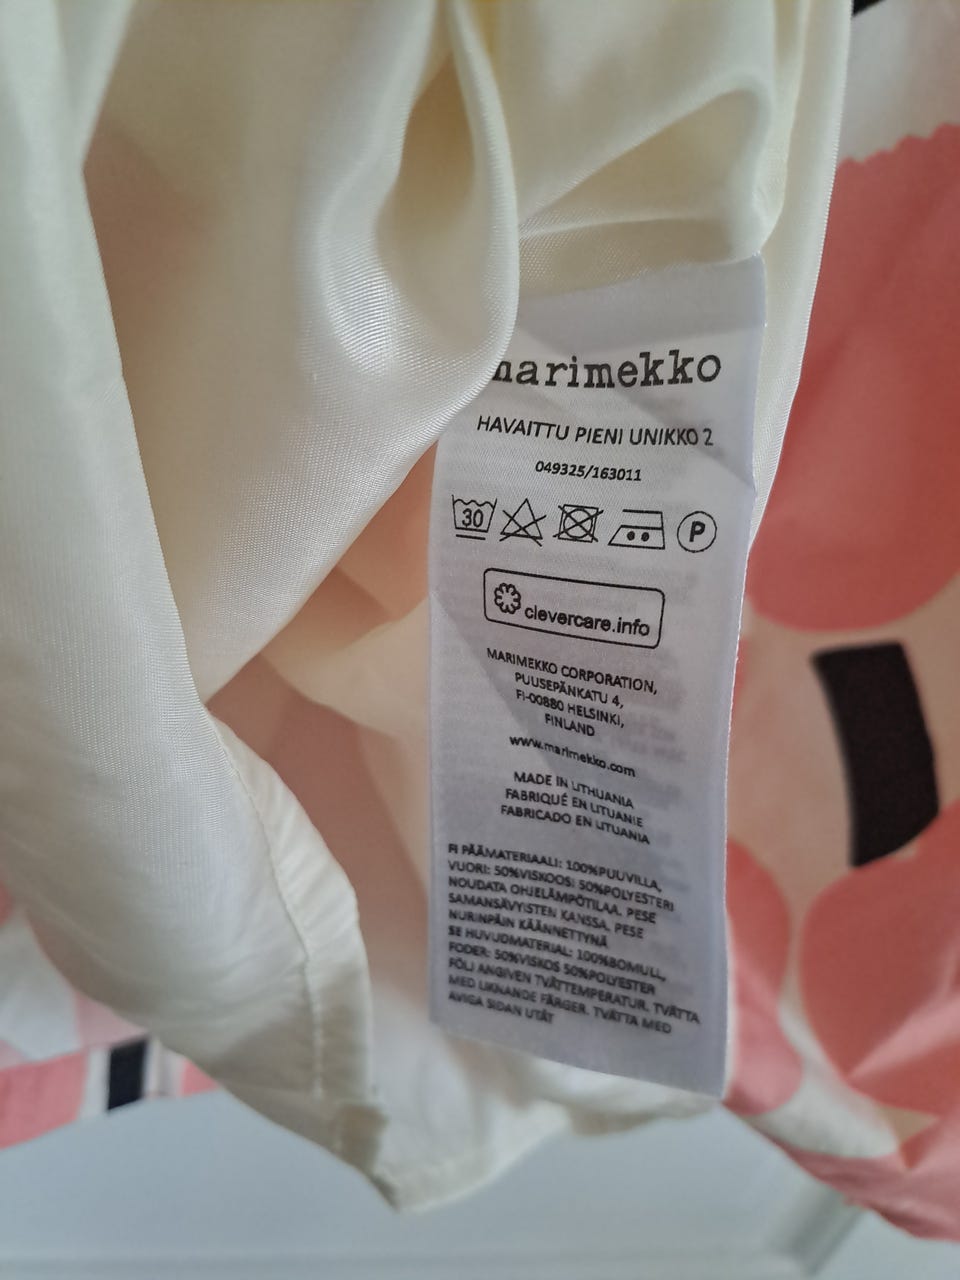 marimekko
HAVAITTU PIENI UNIKKO 2
049325/163011
30
P
clevercare.info
MARIMEKKO CORPORATION,
PUUSEPÄNKATU 4,
FI-00880 HELSINKI,
FINLAND
www.marimekko.com
MADE IN LITHUANIA
FABRIQUÉ EN LITUANIE
FABRICADO EN LITUANIA
FI PÄÄMATERIAALI: 100%PUUVILLA,
VUORI: 50%VISKOOSI 50%POLYESTERI
NOUDATA OHJELÄMPÖTILAA. PESE
SAMANSÄVYISTEN KANSSA. PESE
NURINPÄIN KÄÄNNETTYNÄ
SE HUVUDMATERIAL: 100%BOMULL,
FODER: 50%VISKOS 50%POLYESTER
FÖLJ ANGIVEN TVÄTTEMPERATUR. TVÄTTA
MED LIKNANDE FÄRGER. TVÄTTA MED
AVIGA SIDAN UTÅT